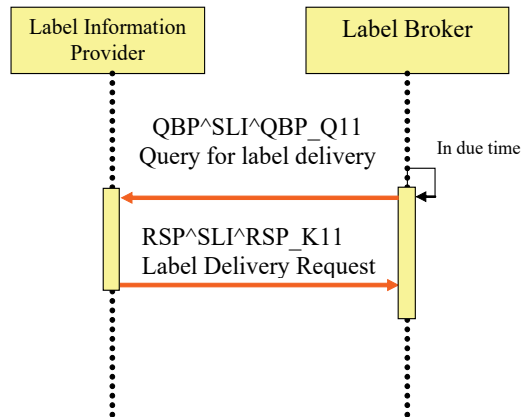 Label Information
Provider
Label Broker
QBP^SLI^QBP_Q11
Query for label delivery
In due time
RSP^SLI^RSP_K11
Label Delivery Request